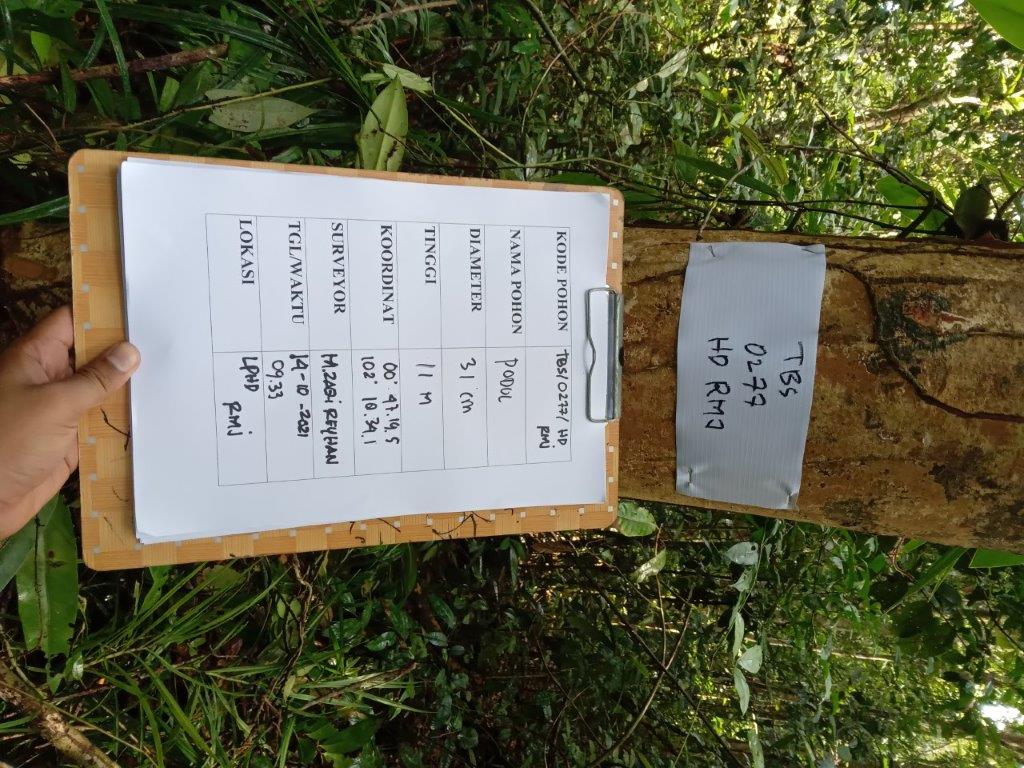 TBS
0277
HD RMJ
KODE POHON TBS/0277/ HD
RMJ
NAMA POHON PODUL
DIAMETER 31 cm
TINGGI 11 M
KOORDINAT 00° 47.19.5
102° 10.34.1
SURVEYOR M.ZAQi REYHAN
TGL/WAKTU 14-10-2021
09.33
LOKASI LPHD
RMJ